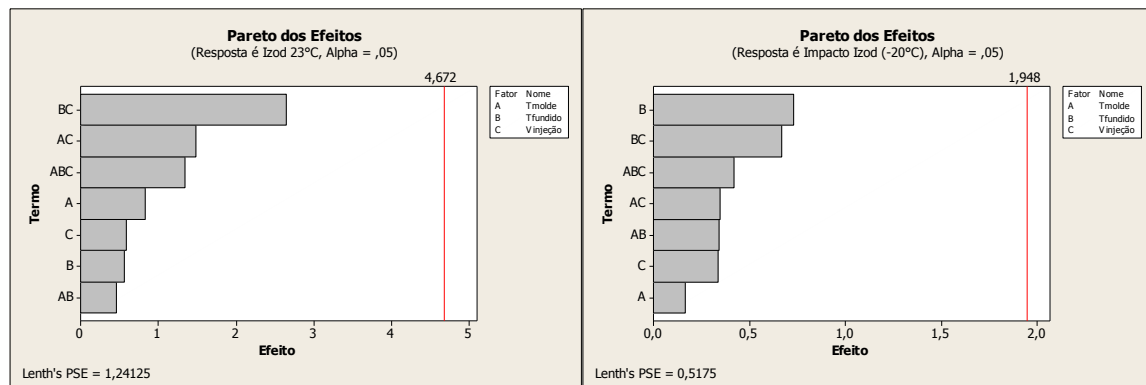 Pareto dos Efeitos
(Resposta é Izod 23°C, Alpha = ,05)
4,672
Fator Nome
A Tmolde
B Tfundido
C Vinjeção
BC
AC
ABC
A
C
B
AB
Termo
0 1 2 3 4 5
Efeito
Lenth's PSE = 1,24125
Pareto dos Efeitos
(Resposta é Impacto Izod (-20°C), Alpha = ,05)
1,948
Fator Nome
A Tmolde
B Tfundido
C Vinjeção
B
BC
ABC
AC
AB
C
A
Termo
0,0 0,5 1,0 1,5 2,0
Efeito
Lenth's PSE = 0,5175